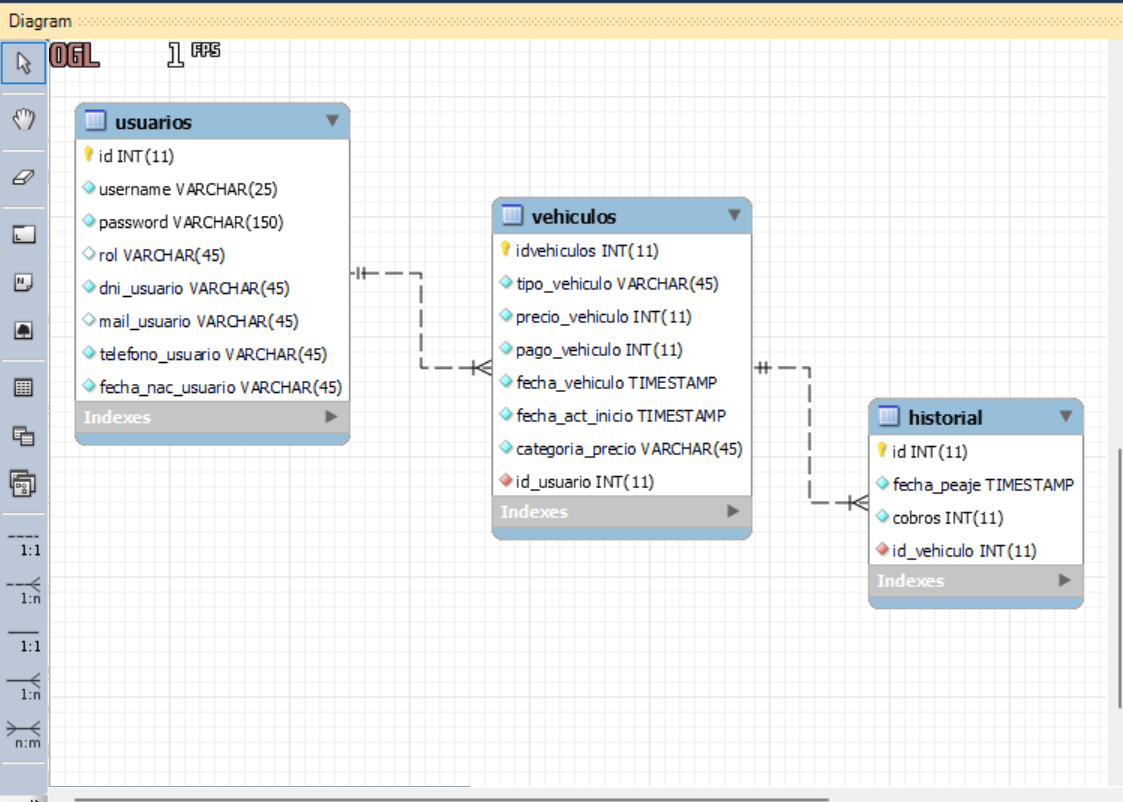 Diagram
OGL 1 FPS
usuarios
id INT(11)
username VARCHAR(25)
password VARCHAR(150)
rol VARCHAR(45)
dni_usuario VARCHAR(45)
mail_usuario VARCHAR(45)
telefono_usuario VARCHAR(45)
fecha_nac_usuario VARCHAR(45)
Indexes
vehiculos
idvehiculos INT(11)
tipo_vehiculo VARCHAR(45)
precio_vehiculo INT(11)
pago_vehiculo INT(11)
fecha_vehiculo TIMESTAMP
fecha_act_inicio TIMESTAMP
categoria_precio VARCHAR(45)
id_usuario INT(11)
Indexes
historial
id INT(11)
fecha_peaje TIMESTAMP
cobros INT(11)
id_vehiculo INT(11)
Indexes
1:1
1:n
1:1
1:n
n:m